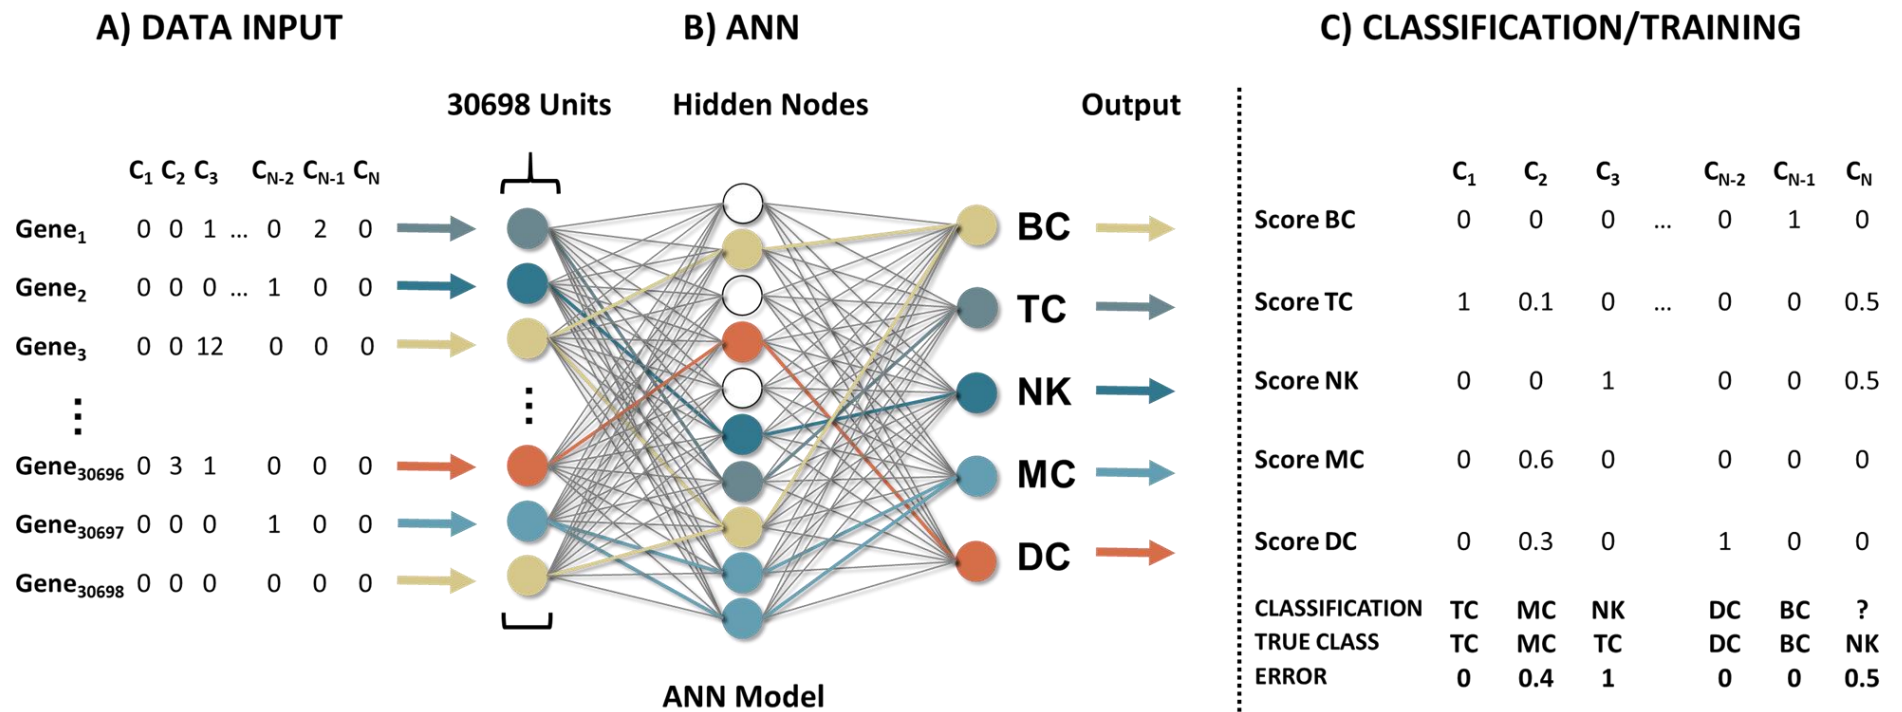 A) DATA INPUT
B) ANN
C) CLASSIFICATION/TRAINING
30698 Units
Hidden Nodes
Output
C1 C2 C3 CN-2 CN-1 CN
Gene1 0 0 1 ... 0 2 0
Gene2 0 0 0 ... 1 0 0
Gene3 0 0 12 0 0 0
⋮
Gene30696 0 3 1 0 0 0
Gene30697 0 0 0 1 0 0
Gene30698 0 0 0 0 0 0
⋮
BC
TC
NK
MC
DC
ANN Model
C1 C2 C3 CN-2 CN-1 CN
Score BC 0 0 0 ... 0 1 0
Score TC 1 0.1 0 ... 0 0 0.5
Score NK 0 0 1 0 0 0.5
Score MC 0 0.6 0 0 0 0
Score DC 0 0.3 0 1 0 0
CLASSIFICATION TC MC NK DC BC ?
TRUE CLASS TC MC TC DC BC NK
ERROR 0 0.4 1 0 0 0.5